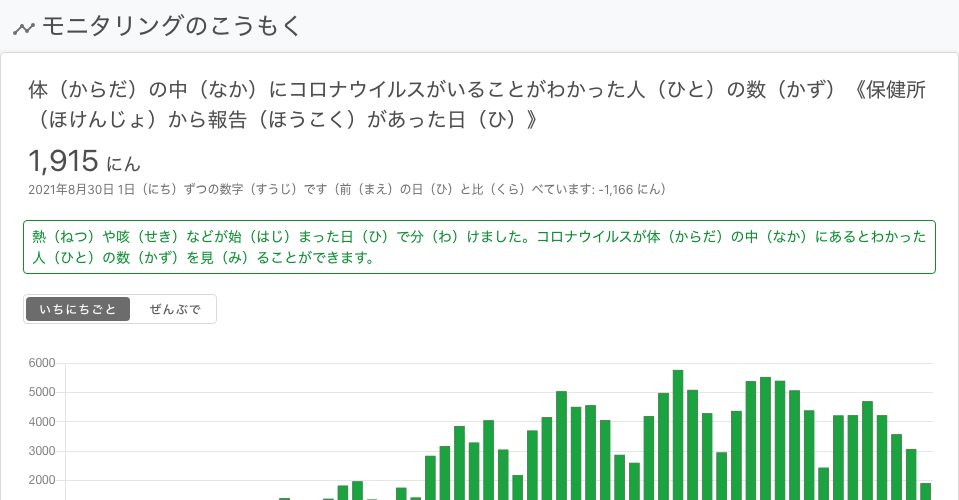 モニタリングのこうもく
体（からだ）の中（なか）にコロナウイルスがいることがわかった人（ひと）の数（かず）《保健所
（ほけんじょ）から報告（ほうこく）があった日（ひ）》
1,915 にん
2021年8月30日 1日（にち）ずつの数字（すうじ）です（前（まえ）の日（ひ）と比（くら）べています: -1,166 にん）
熱（ねつ）や咳（せき）などが始（はじ）まった日（ひ）で分（わ）けました。コロナウイルスが体（からだ）の中（なか）にあるとわかった
人（ひと）の数（かず）を見（み）ることができます。
いちにちごと ぜんぶで
6000
5000
4000
3000
2000